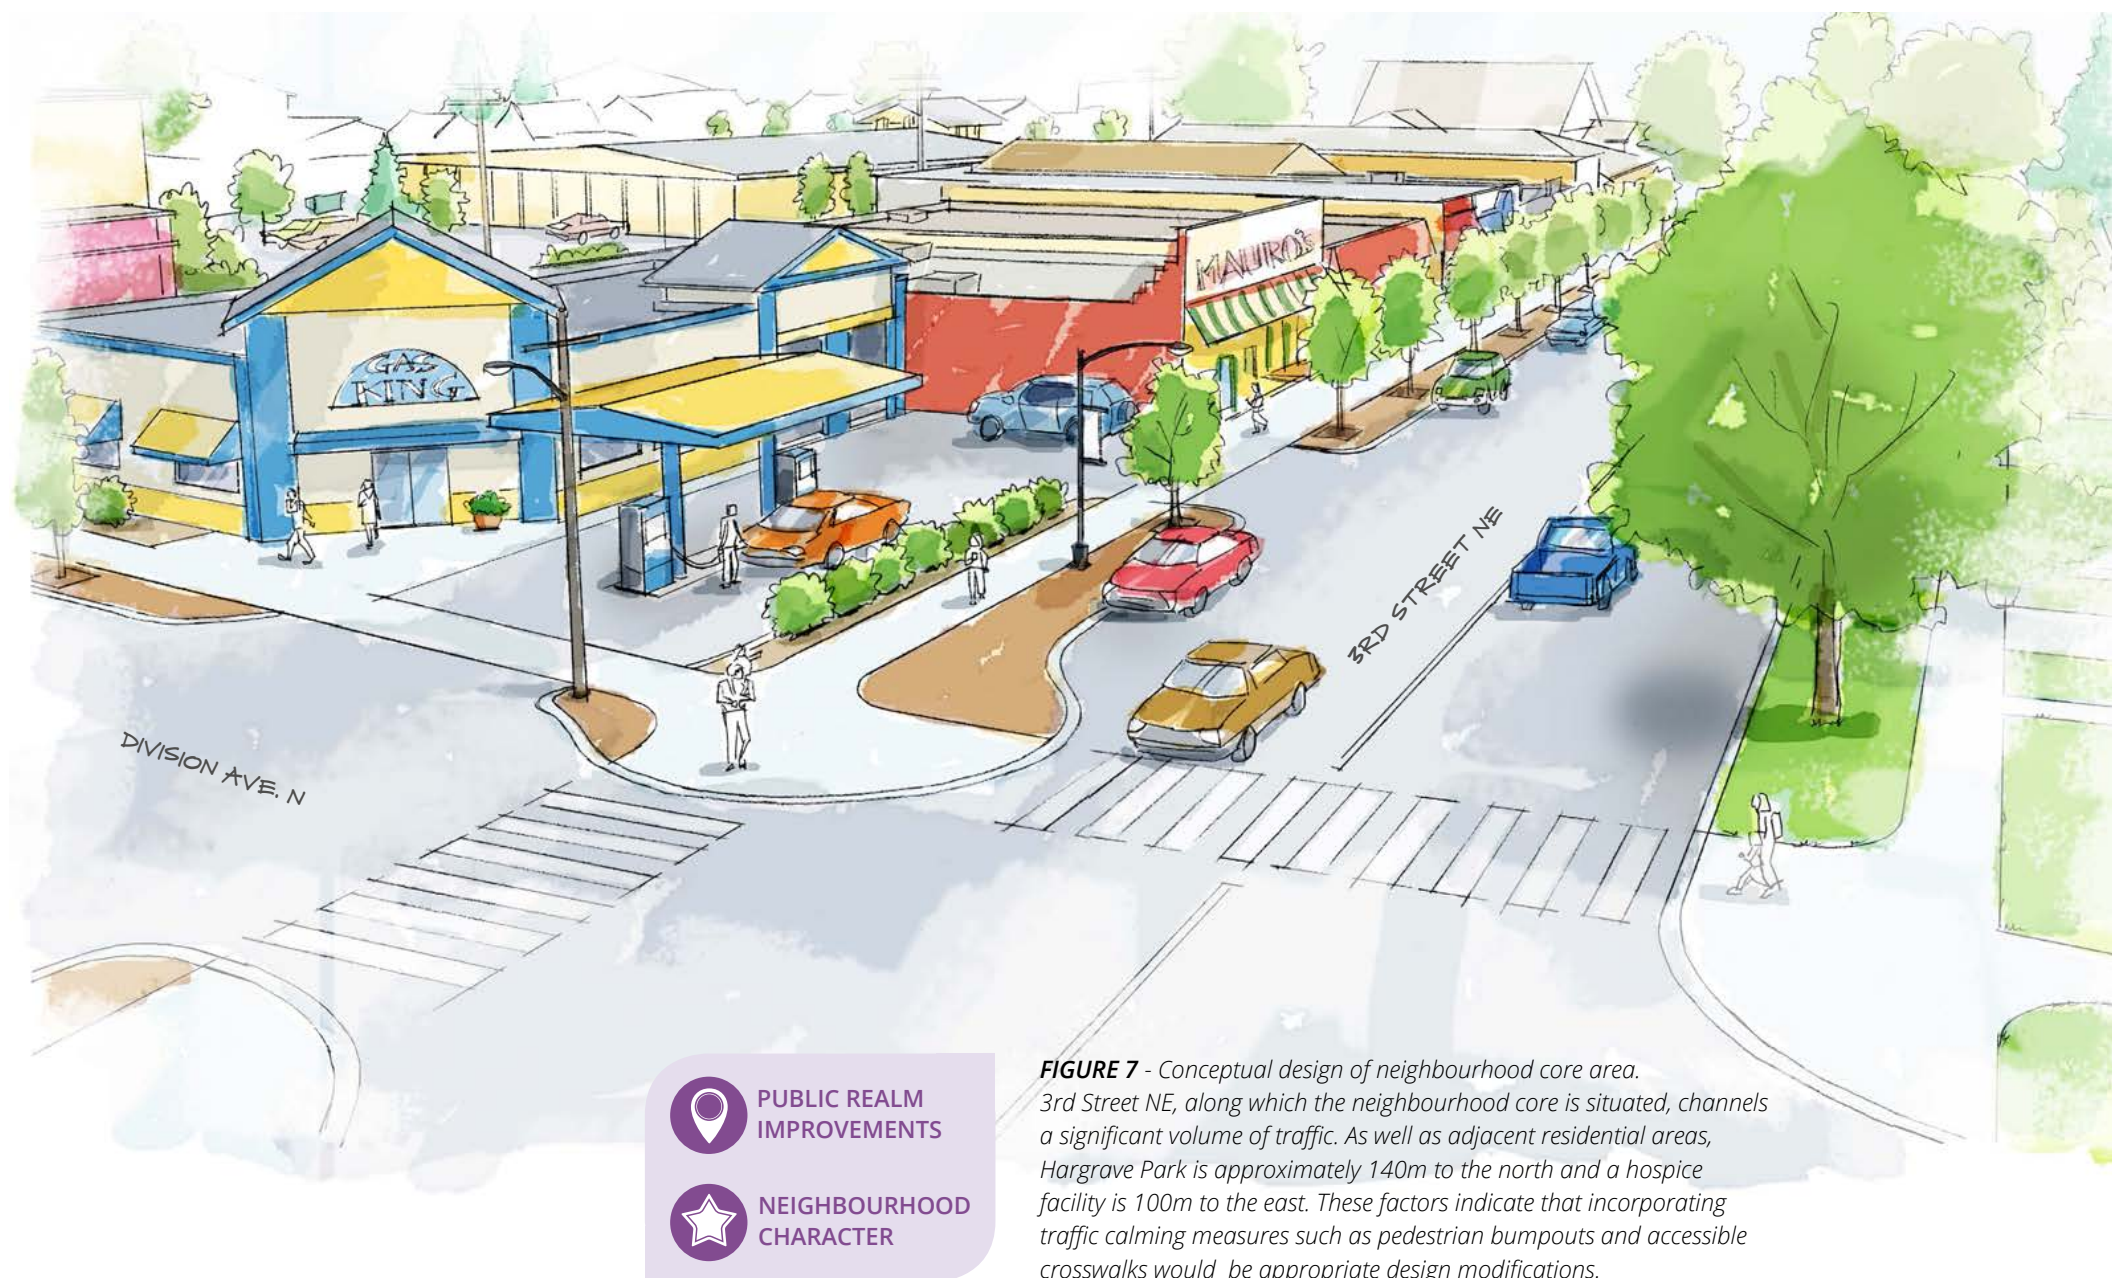 GAS
KING
MAURO'S
3RD STREET NE
DIVISION AVE. N
PUBLIC REALM
IMPROVEMENTS
NEIGHBOURHOOD
CHARACTER
FIGURE 7 - Conceptual design of neighbourhood core area.
3rd Street NE, along which the neighbourhood core is situated, channels
a significant volume of traffic. As well as adjacent residential areas,
Hargrave Park is approximately 140m to the north and a hospice
facility is 100m to the east. These factors indicate that incorporating
traffic calming measures such as pedestrian bumpouts and accessible
crosswalks would be appropriate design modifications.